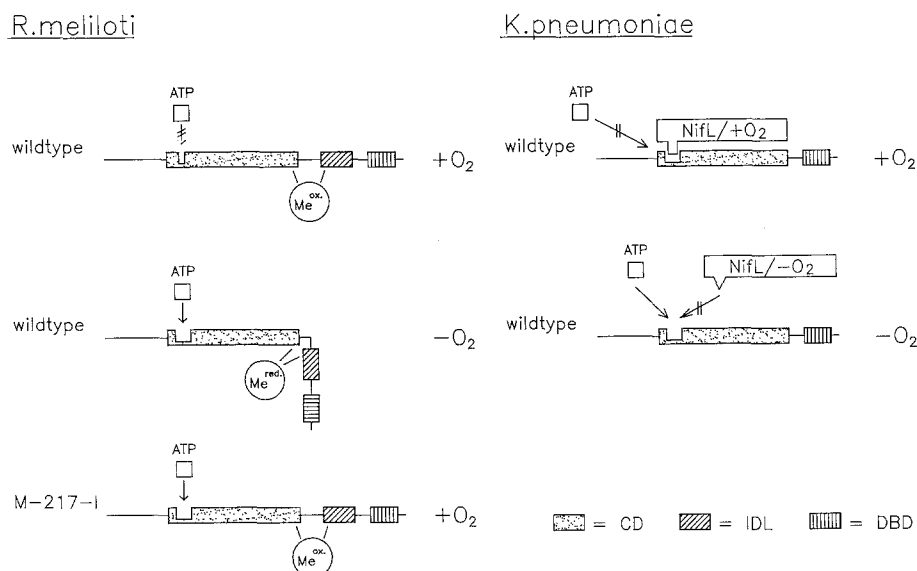 R.meliloti
ATP
wildtype
+O₂
Me ox.
ATP
wildtype
−O₂
Me red.
ATP
M-217-I
+O₂
Me ox.
K.pneumoniae
ATP
NifL/+O₂
wildtype
+O₂
ATP
NifL/−O₂
wildtype
−O₂
= CD
= IDL
= DBD